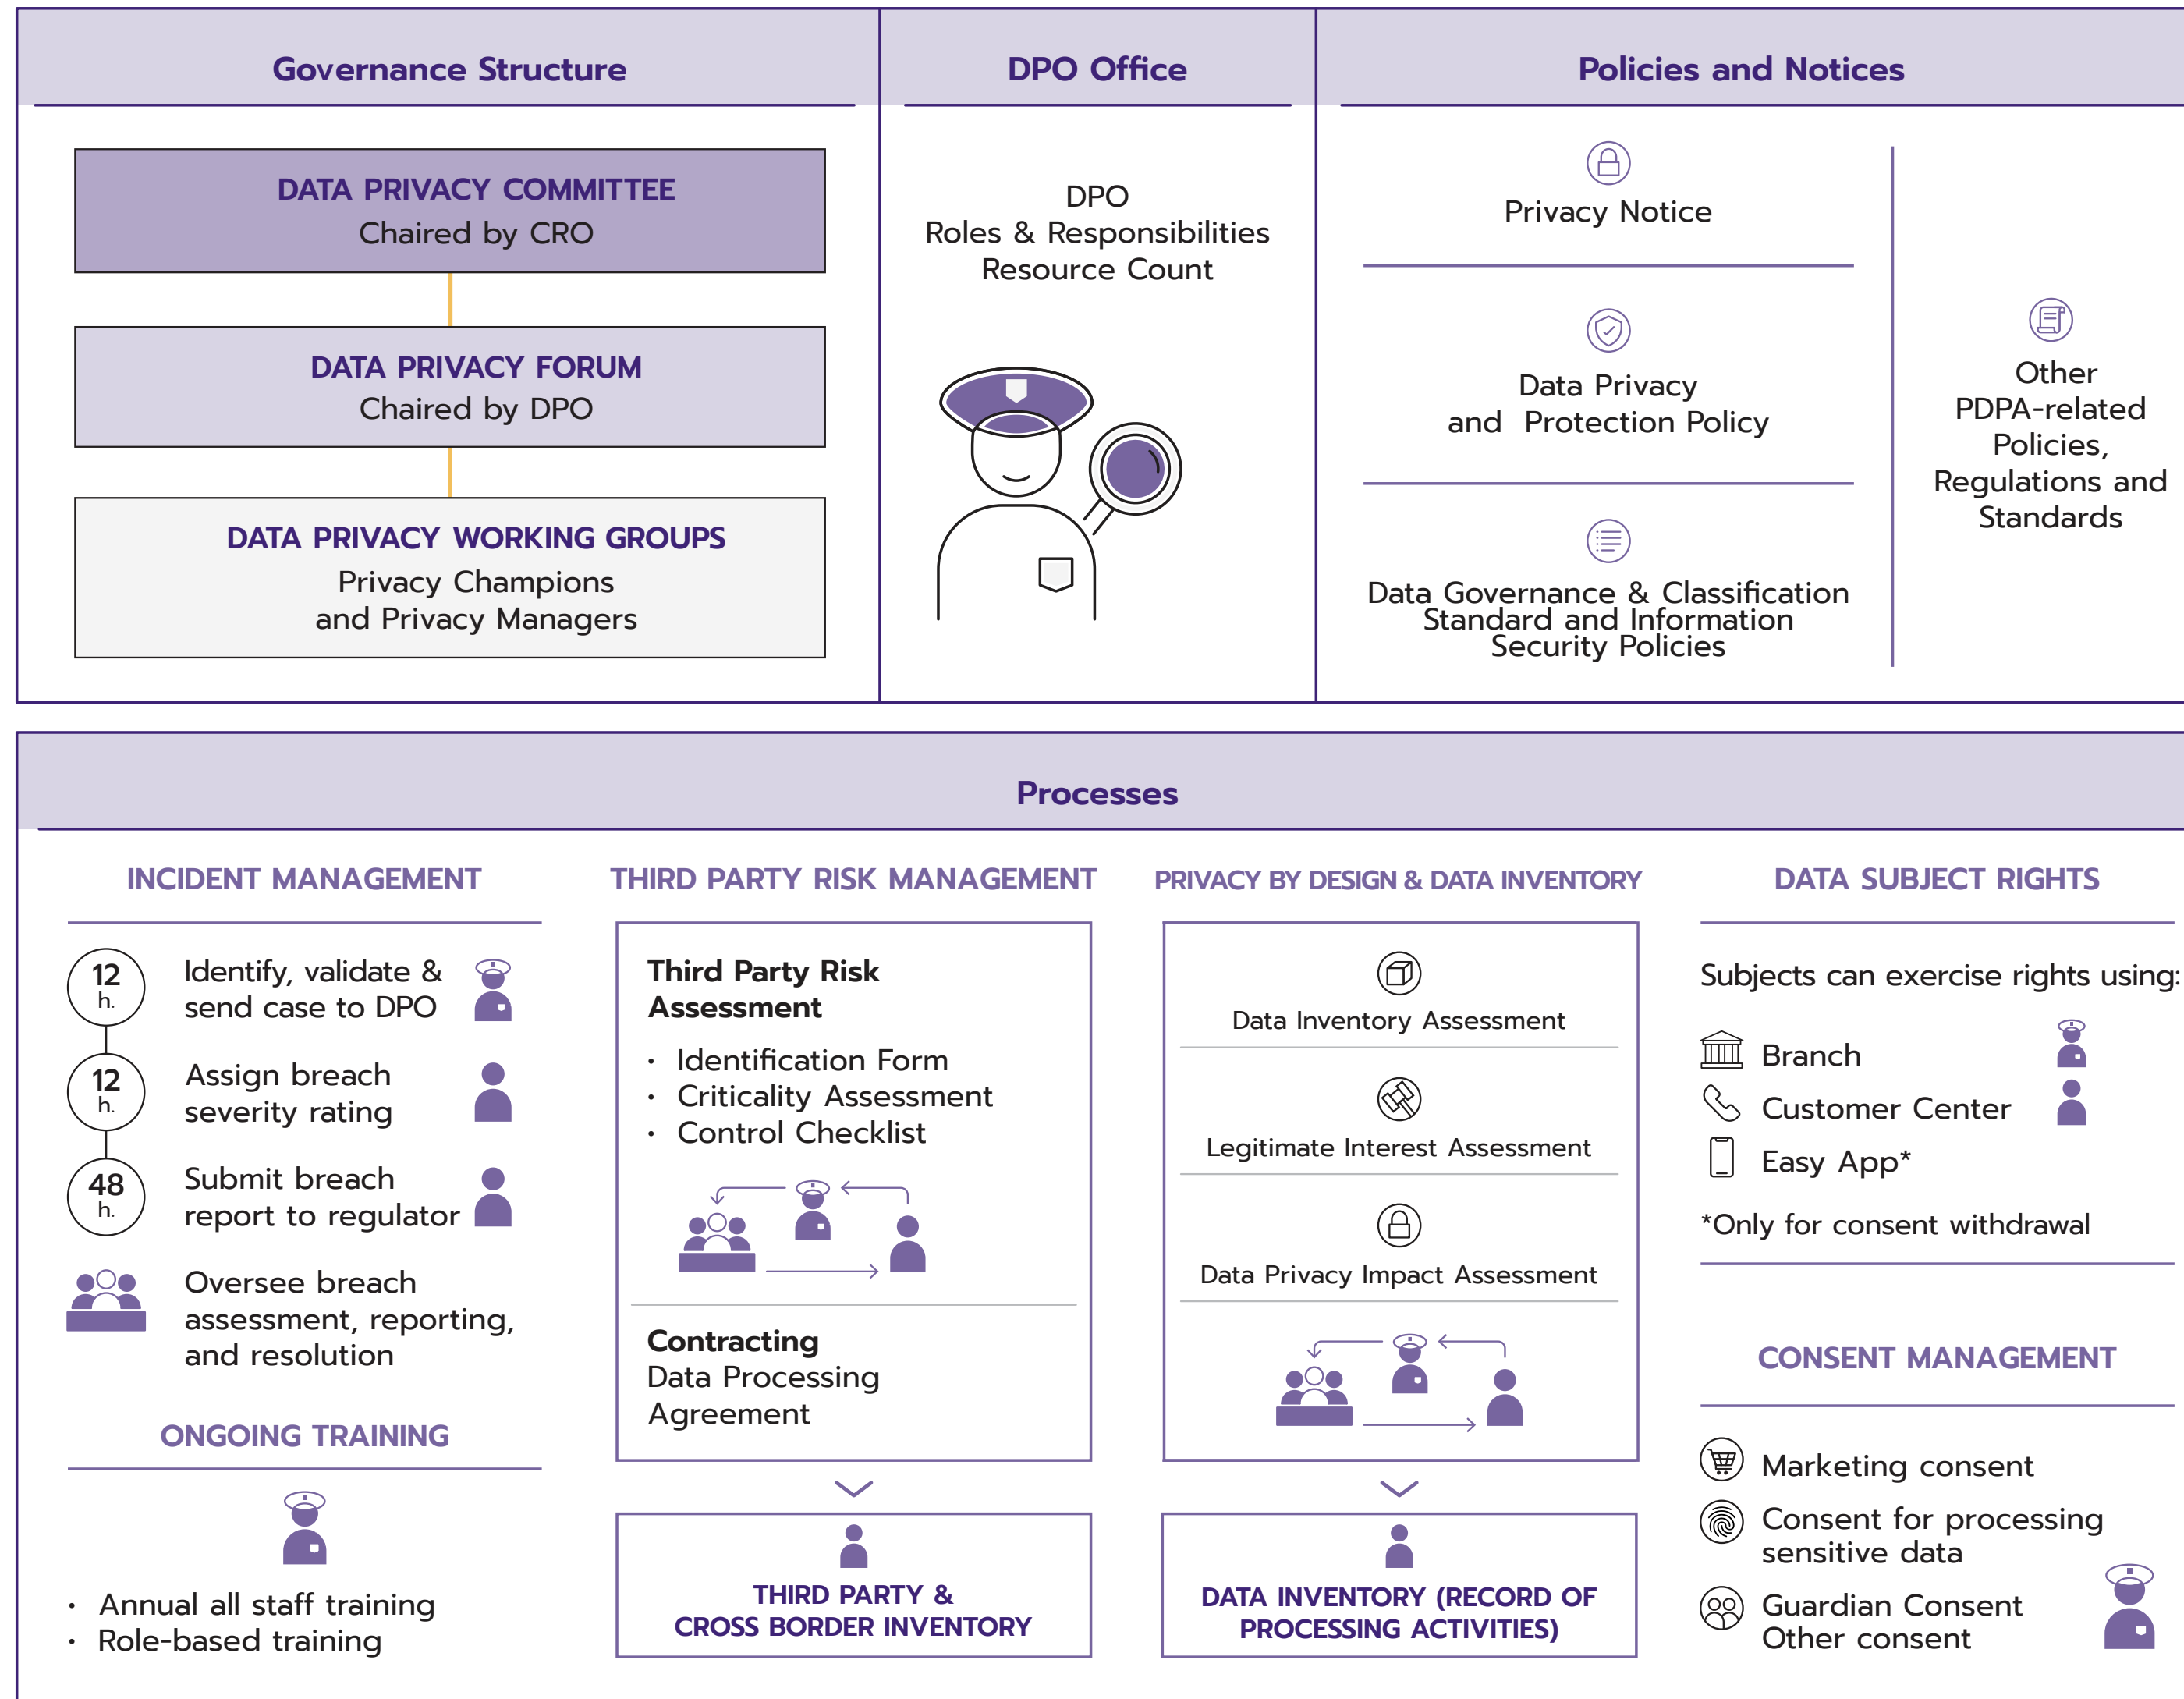 Governance Structure
DATA PRIVACY COMMITTEE
Chaired by CRO
DATA PRIVACY FORUM
Chaired by DPO
DATA PRIVACY WORKING GROUPS
Privacy Champions
and Privacy Managers
DPO Office
DPO
Roles & Responsibilities
Resource Count
Policies and Notices
Privacy Notice
Data Privacy
and Protection Policy
Data Governance & Classification
Standard and Information
Security Policies
Other
PDPA-related
Policies,
Regulations and
Standards
Processes
INCIDENT MANAGEMENT
12
h.
Identify, validate &
send case to DPO
12
h.
Assign breach
severity rating
48
h.
Submit breach
report to regulator
Oversee breach
assessment, reporting,
and resolution
ONGOING TRAINING
• Annual all staff training
• Role-based training
THIRD PARTY RISK MANAGEMENT
Third Party Risk
Assessment
• Identification Form
• Criticality Assessment
• Control Checklist
Contracting
Data Processing
Agreement
THIRD PARTY &
CROSS BORDER INVENTORY
PRIVACY BY DESIGN & DATA INVENTORY
Data Inventory Assessment
Legitimate Interest Assessment
Data Privacy Impact Assessment
DATA INVENTORY (RECORD OF
PROCESSING ACTIVITIES)
DATA SUBJECT RIGHTS
Subjects can exercise rights using:
Branch
Customer Center
Easy App*
*Only for consent withdrawal
CONSENT MANAGEMENT
Marketing consent
Consent for processing
sensitive data
Guardian Consent
Other consent